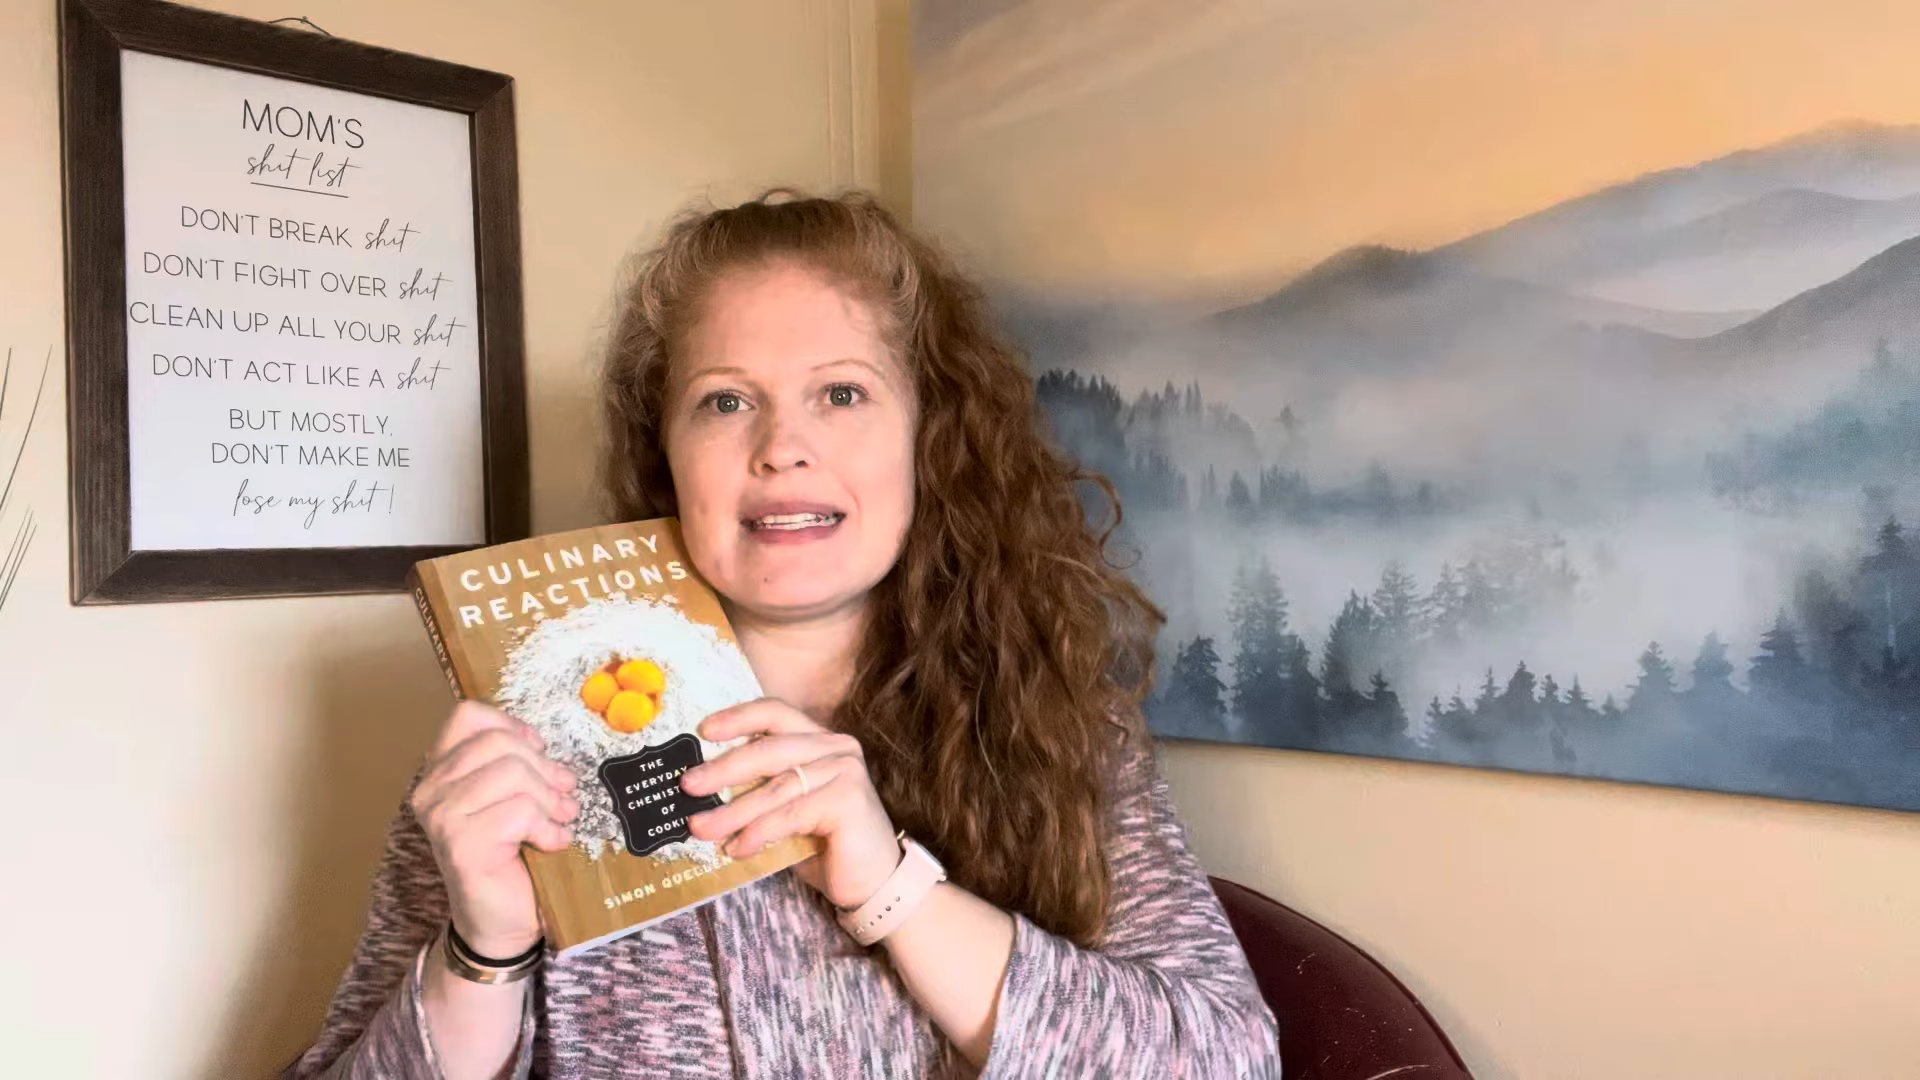 MOM'S
shit list
DON'T BREAK shit
DON'T FIGHT OVER shit
CLEAN UP ALL YOUR shit
DON'T ACT LIKE A shit
BUT MOSTLY,
DON'T MAKE ME
lose my shit!
CULINARY
REACTIONS
THE
EVERYDAY
OF
SIMON